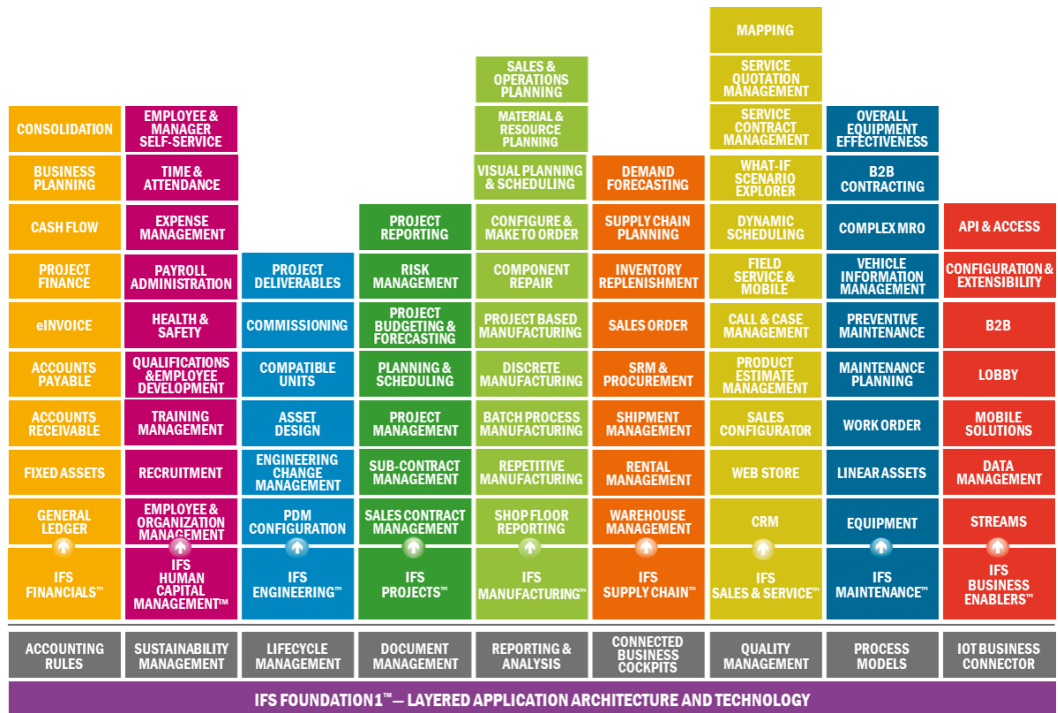 MAPPING
SALES &
OPERATIONS
PLANNING
SERVICE
QUOTATION
MANAGEMENT
CONSOLIDATION
EMPLOYEE &
MANAGER
SELF-SERVICE
MATERIAL &
RESOURCE
PLANNING
SERVICE
CONTRACT
MANAGEMENT
OVERALL
EQUIPMENT
EFFECTIVENESS
BUSINESS
PLANNING
TIME &
ATTENDANCE
VISUAL PLANNING
& SCHEDULING
DEMAND
FORECASTING
WHAT-IF
SCENARIO
EXPLORER
B2B
CONTRACTING
CASH FLOW
EXPENSE
MANAGEMENT
PROJECT
REPORTING
CONFIGURE &
MAKE TO ORDER
SUPPLY CHAIN
PLANNING
DYNAMIC
SCHEDULING
COMPLEX MRO
API & ACCESS
PROJECT
FINANCE
PAYROLL
ADMINISTRATION
PROJECT
DELIVERABLES
RISK
MANAGEMENT
COMPONENT
REPAIR
INVENTORY
REPLENISHMENT
FIELD
SERVICE &
MOBILE
VEHICLE
INFORMATION
MANAGEMENT
CONFIGURATION &
EXTENSIBILITY
eINVOICE
HEALTH &
SAFETY
COMMISSIONING
PROJECT
BUDGETING &
FORECASTING
PROJECT BASED
MANUFACTURING
SALES ORDER
CALL & CASE
MANAGEMENT
PREVENTIVE
MAINTENANCE
B2B
ACCOUNTS
PAYABLE
QUALIFICATIONS
&EMPLOYEE
DEVELOPMENT
COMPATIBLE
UNITS
PLANNING &
SCHEDULING
DISCRETE
MANUFACTURING
SRM &
PROCUREMENT
PRODUCT
ESTIMATE
MANAGEMENT
MAINTENANCE
PLANNING
LOBBY
ACCOUNTS
RECEIVABLE
TRAINING
MANAGEMENT
ASSET
DESIGN
PROJECT
MANAGEMENT
BATCH PROCESS
MANUFACTURING
SHIPMENT
MANAGEMENT
SALES
CONFIGURATOR
WORK ORDER
MOBILE
SOLUTIONS
FIXED ASSETS
RECRUITMENT
ENGINEERING
CHANGE
MANAGEMENT
SUB-CONTRACT
MANAGEMENT
REPETITIVE
MANUFACTURING
RENTAL
MANAGEMENT
WEB STORE
LINEAR ASSETS
DATA
MANAGEMENT
GENERAL
LEDGER
EMPLOYEE &
ORGANIZATION
MANAGEMENT
PDM
CONFIGURATION
SALES CONTRACT
MANAGEMENT
SHOP FLOOR
REPORTING
WAREHOUSE
MANAGEMENT
CRM
EQUIPMENT
STREAMS
IFS
FINANCIALS™
IFS
HUMAN
CAPITAL
MANAGEMENT™
IFS
ENGINEERING™
IFS
PROJECTS™
IFS
MANUFACTURING™
IFS
SUPPLY CHAIN™
IFS
SALES & SERVICE™
IFS
MAINTENANCE™
IFS
BUSINESS
ENABLERS™
ACCOUNTING
RULES
SUSTAINABILITY
MANAGEMENT
LIFECYCLE
MANAGEMENT
DOCUMENT
MANAGEMENT
REPORTING &
ANALYSIS
CONNECTED
BUSINESS
COCKPITS
QUALITY
MANAGEMENT
PROCESS
MODELS
IOT BUSINESS
CONNECTOR
IFS FOUNDATION1™— LAYERED APPLICATION ARCHITECTURE AND TECHNOLOGY